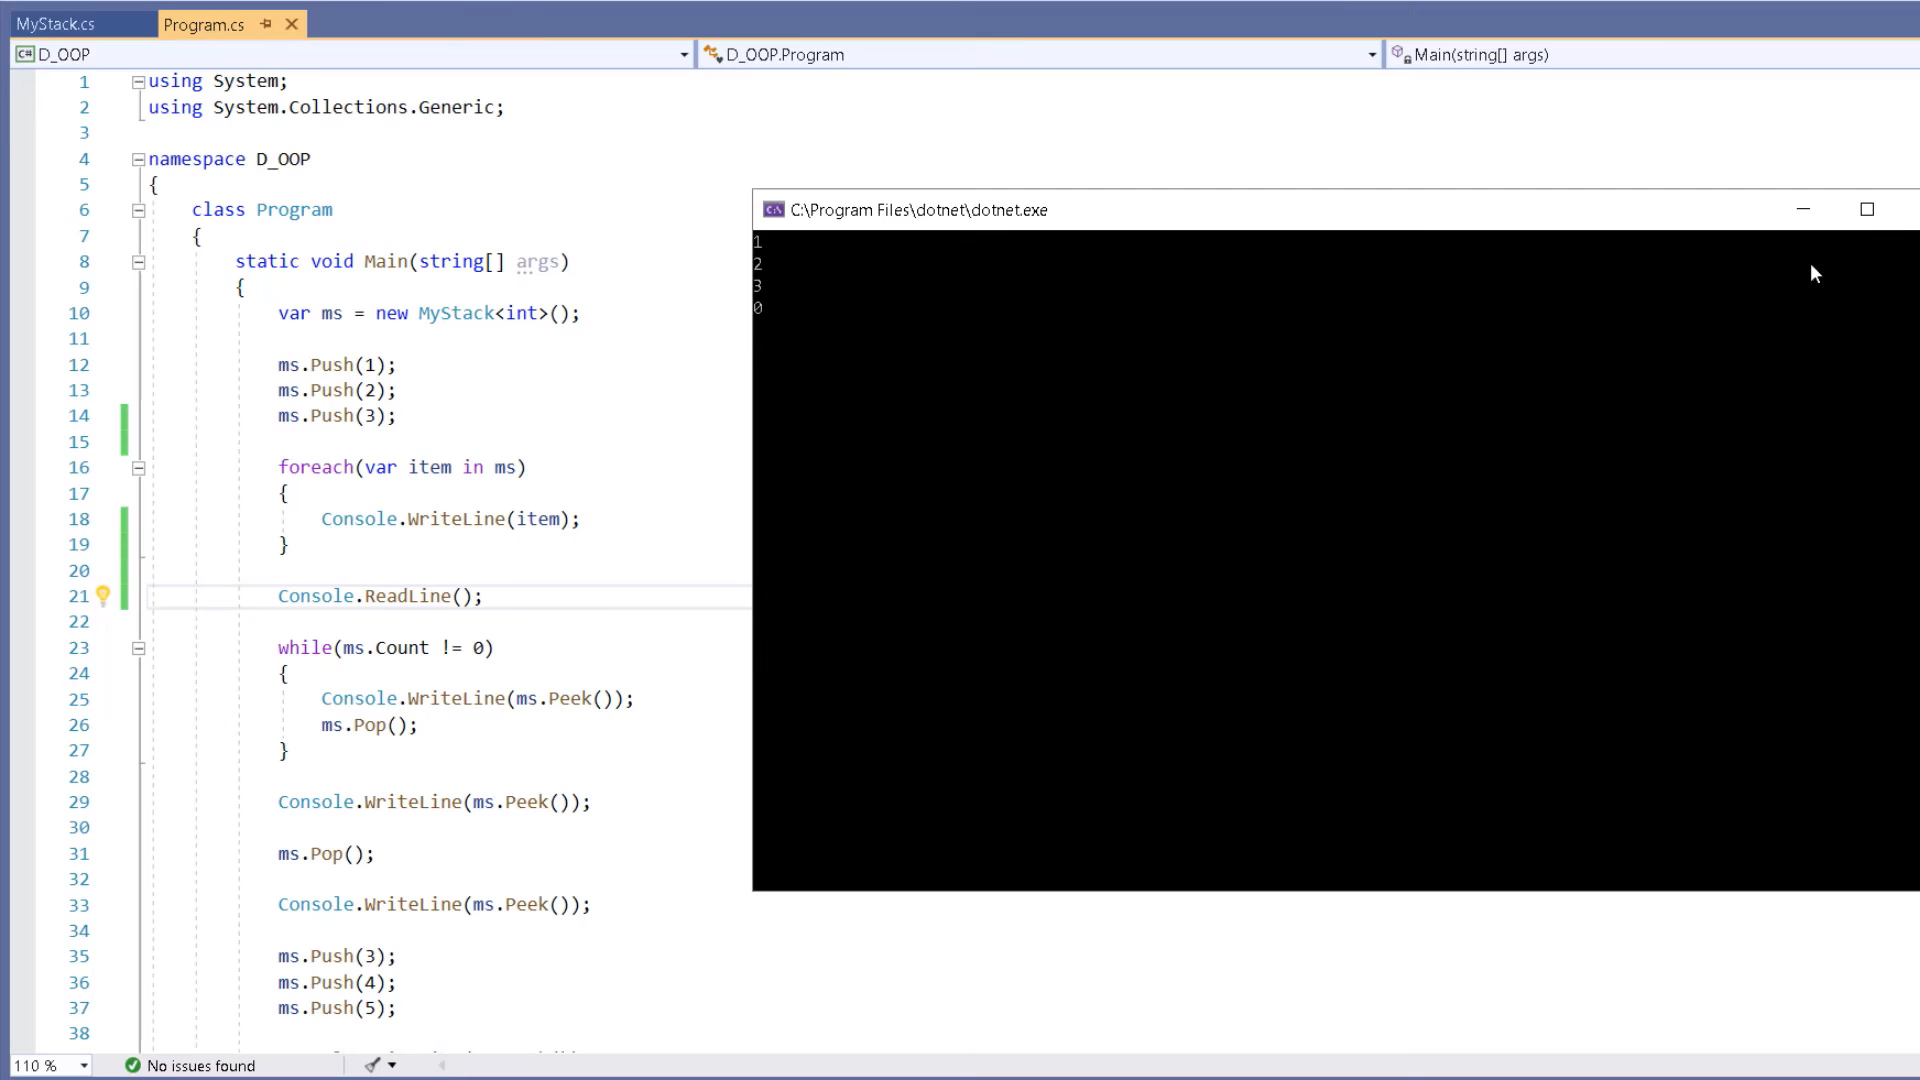 MyStack.cs
Program.cs
C# D_OOP
D_OOP.Program
Main(string[] args)
1 using System;
2 using System.Collections.Generic;
3
4 namespace D_OOP
5 {
6 class Program
7 {
8 static void Main(string[] args)
9 {
10 var ms = new MyStack<int>();
11
12 ms.Push(1);
13 ms.Push(2);
14 ms.Push(3);
15
16 foreach(var item in ms)
17 {
18 Console.WriteLine(item);
19 }
20
21 Console.ReadLine();
22
23 while(ms.Count != 0)
24 {
25 Console.WriteLine(ms.Peek());
26 ms.Pop();
27 }
28
29 Console.WriteLine(ms.Peek());
30
31 ms.Pop();
32
33 Console.WriteLine(ms.Peek());
34
35 ms.Push(3);
36 ms.Push(4);
37 ms.Push(5);
38
C:\Program Files\dotnet\dotnet.exe
1
2
3
0
110 %
No issues found